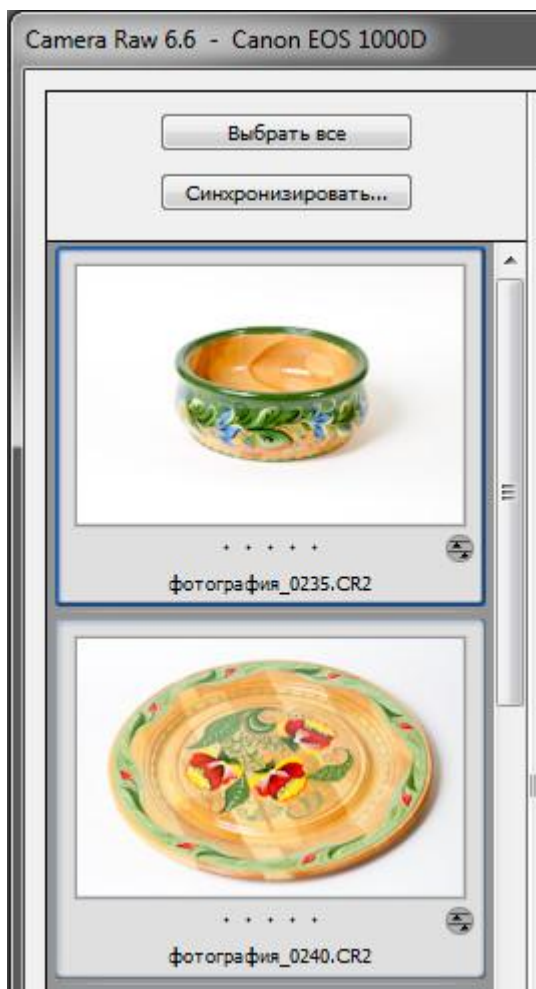 Camera Raw 6.6 - Canon EOS 1000D
Выбрать все
Синхронизировать...
фотография_0235.CR2
фотография_0240.CR2